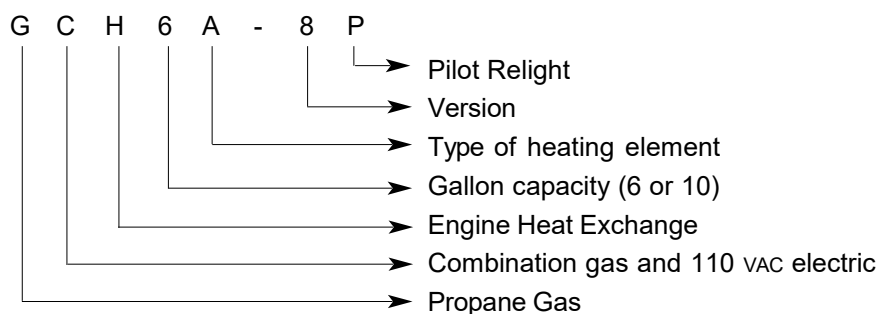 G C H 6 A - 8 P
Pilot Relight
Version
Type of heating element
Gallon capacity (6 or 10)
Engine Heat Exchange
Combination gas and 110 VAC electric
Propane Gas